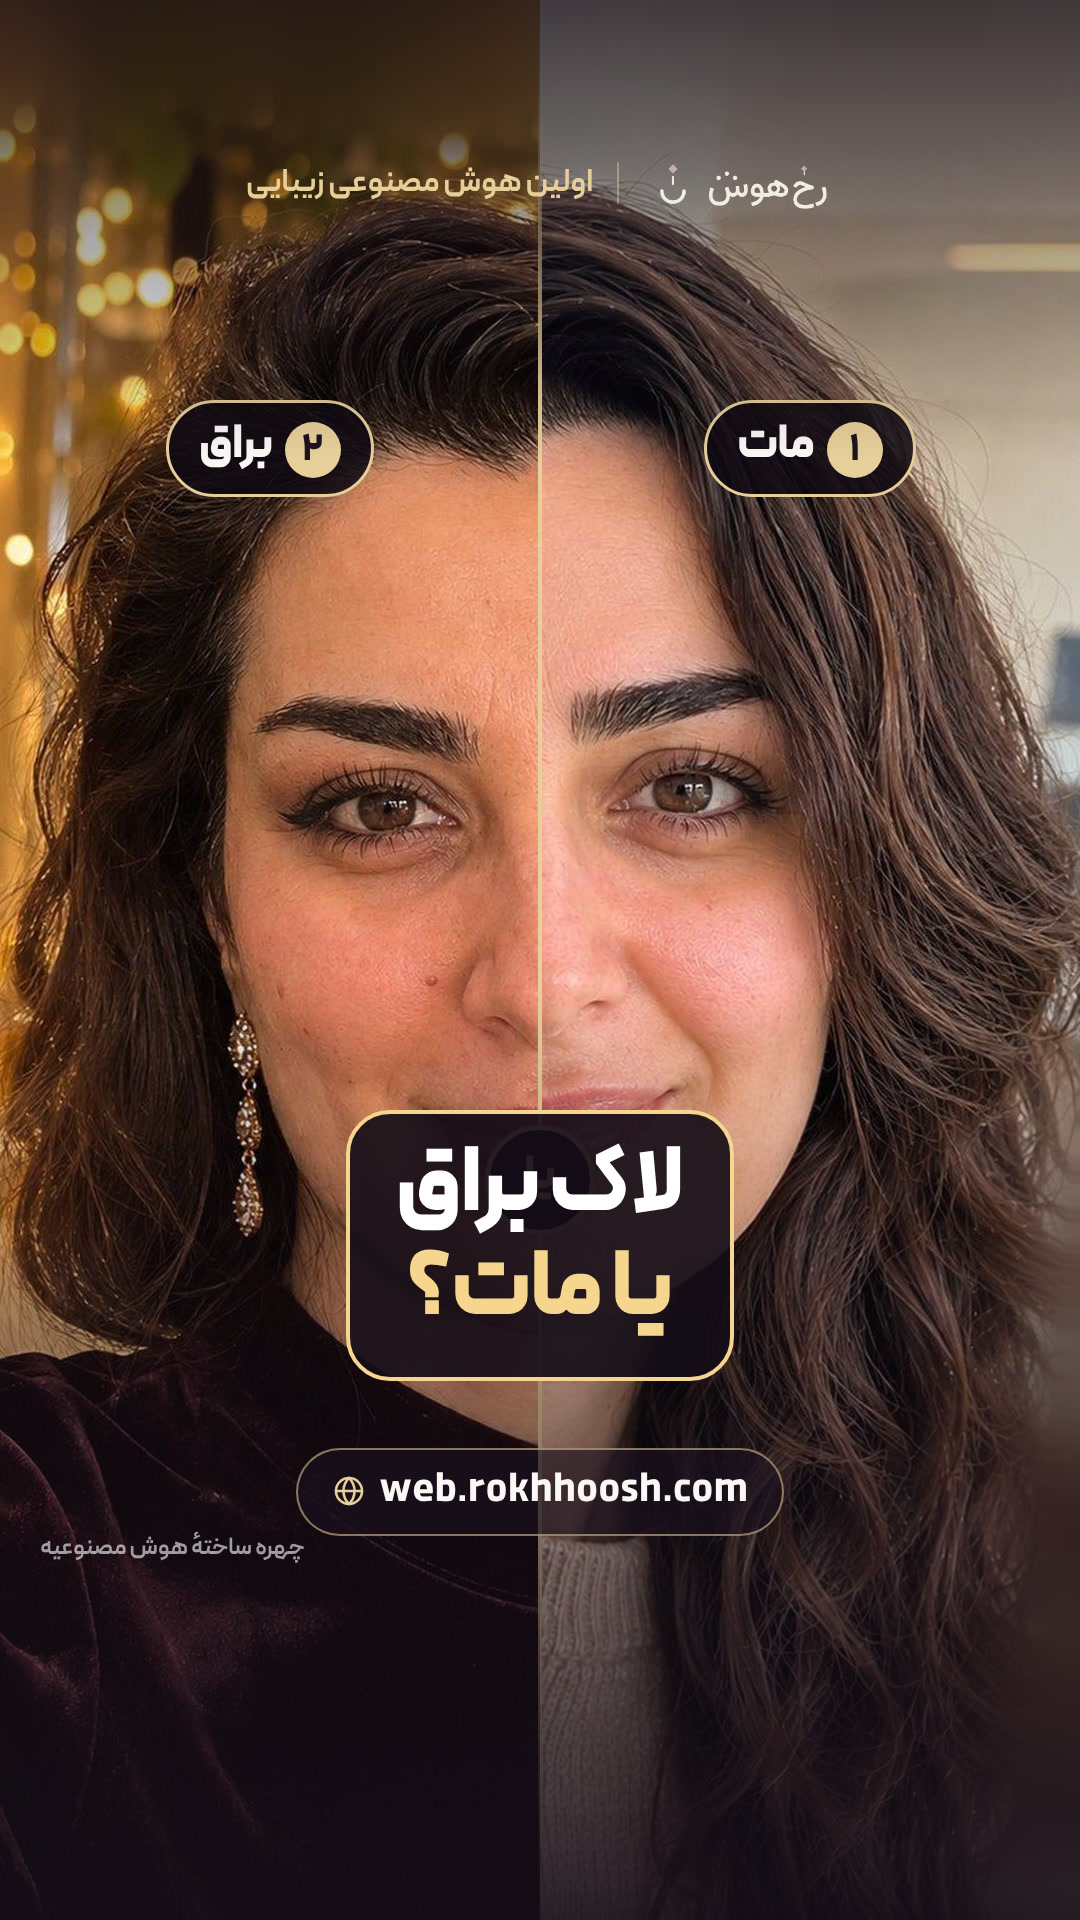 رخ‌هوش
اولین هوش مصنوعی زیبایی
۱ مات
۲ براق
لاک براق
یا مات؟
web.rokhhoosh.com
چهره ساختهٔ هوش مصنوعیه